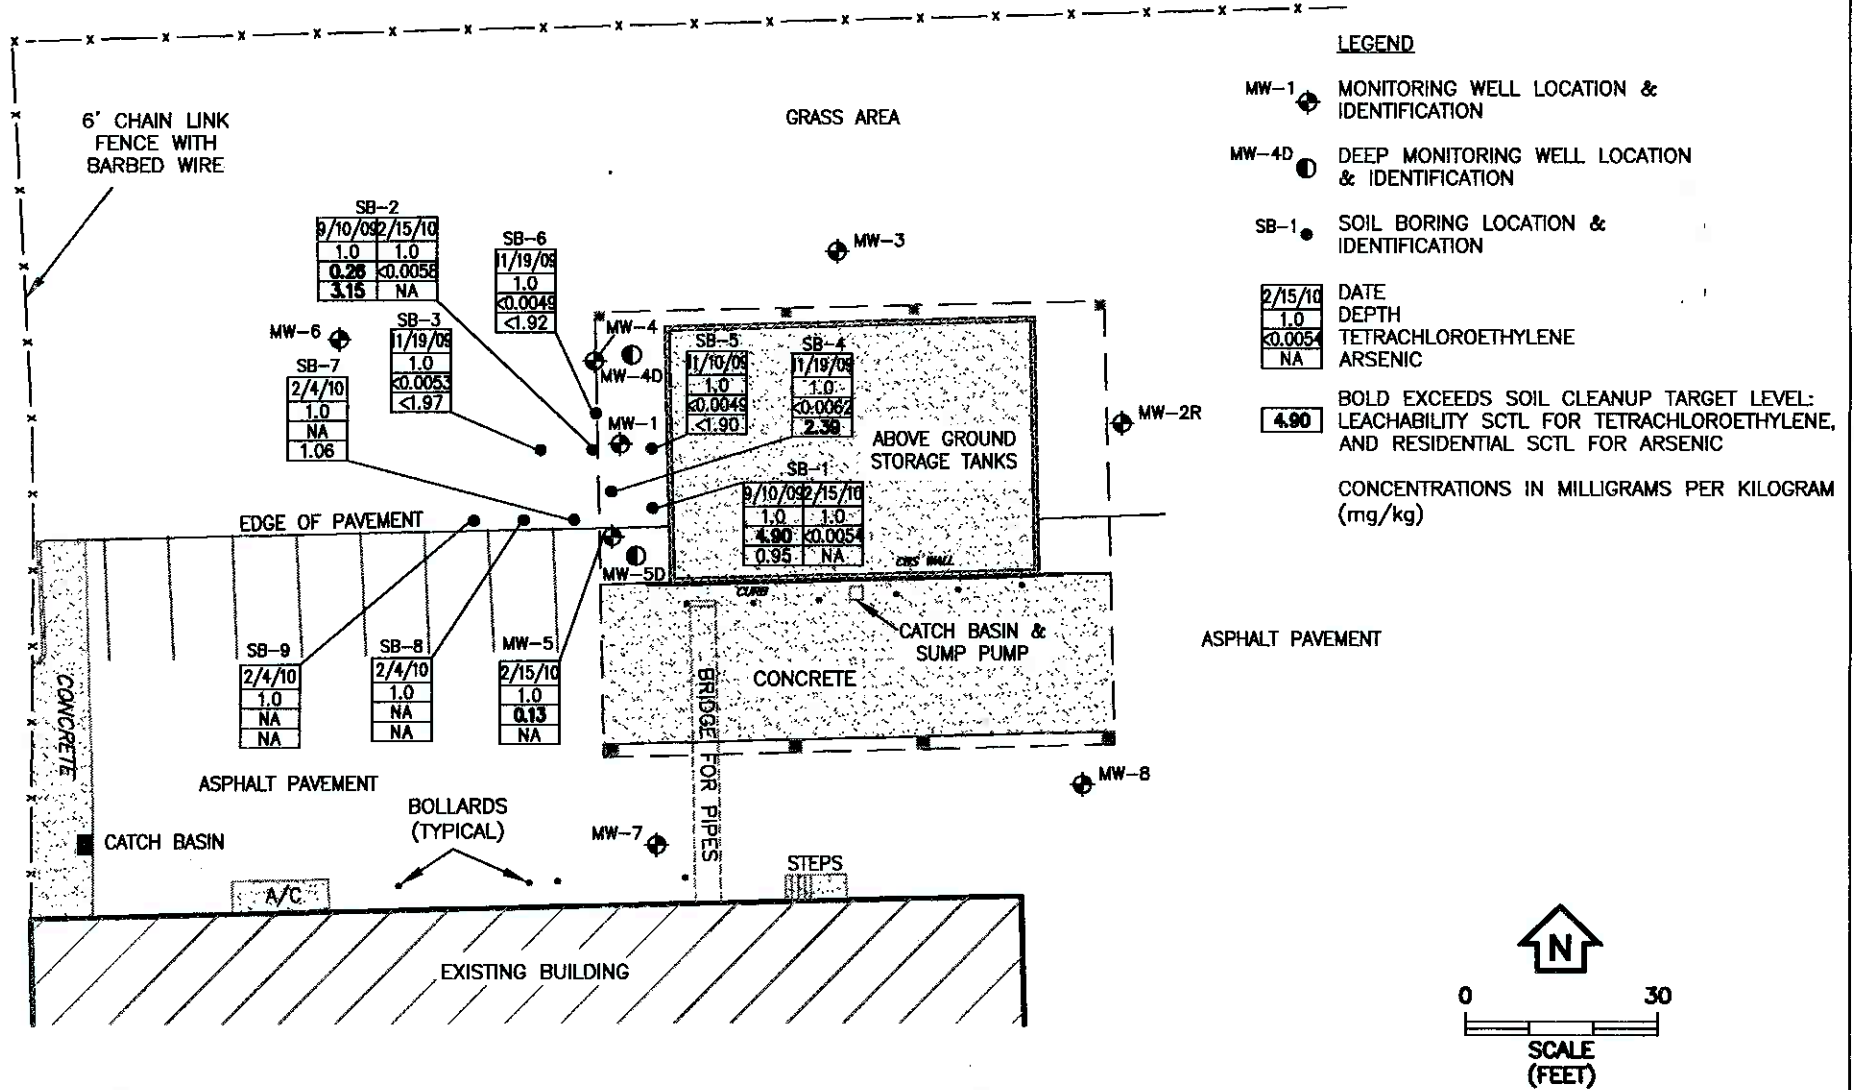 LEGEND
MW-1
MONITORING WELL LOCATION &
IDENTIFICATION
MW-4D
DEEP MONITORING WELL LOCATION
& IDENTIFICATION
SB-1
SOIL BORING LOCATION &
IDENTIFICATION
2/15/10 DATE
1.0 DEPTH
<0.0054 TETRACHLOROETHYLENE
NA ARSENIC
4.90
BOLD EXCEEDS SOIL CLEANUP TARGET LEVEL:
LEACHABILITY SCTL FOR TETRACHLOROETHYLENE,
AND RESIDENTIAL SCTL FOR ARSENIC
CONCENTRATIONS IN MILLIGRAMS PER KILOGRAM
(mg/kg)
6' CHAIN LINK
FENCE WITH
BARBED WIRE
GRASS AREA
SB-2
9/10/09 2/15/10
1.0 1.0
0.26 <0.0058
3.15 NA
SB-6
11/19/09
1.0
<0.0049
<1.92
MW-3
MW-6
SB-3
11/19/09
1.0
<0.0053
<1.97
SB-7
2/4/10
1.0
NA
1.06
MW-4
MW-4D
MW-1
SB-5
11/10/09
1.0
<0.0049
<1.90
SB-4
11/19/09
1.0
<0.0062
2.39
MW-2R
ABOVE GROUND
STORAGE TANKS
SB-1
9/10/09 2/15/10
1.0 1.0
4.90 <0.0054
0.95 NA
EDGE OF PAVEMENT
CBS WALL
MW-5D
CURB
CATCH BASIN &
SUMP PUMP
ASPHALT PAVEMENT
SB-9
2/4/10
1.0
NA
NA
SB-8
2/4/10
1.0
NA
NA
MW-5
2/15/10
1.0
0.13
NA
CONCRETE
BRIDGE FOR PIPES
CONCRETE
ASPHALT PAVEMENT
MW-8
BOLLARDS
(TYPICAL)
MW-7
CATCH BASIN
STEPS
A/C
EXISTING BUILDING
N
0 30
SCALE
(FEET)